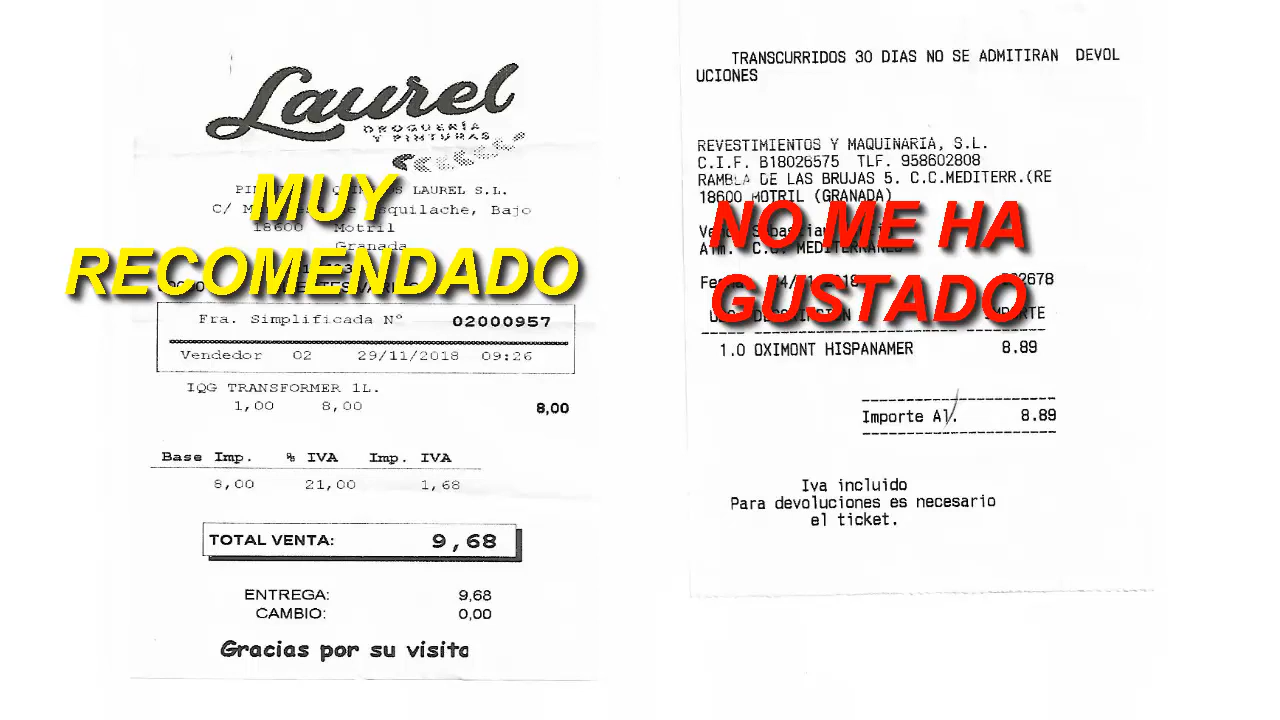 Laurel
DROGUERÍA
Y PINTURAS
LAUREL S.L.
C/ Esquilache, Bajo
18600 Motril
Granada
MUY
RECOMENDADO
Fra. Simplificada Nº 02000957
Vendedor 02 29/11/2018 09:26
IQG TRANSFORMER 1L.
1,00 8,00 8,00
Base Imp. % IVA Imp. IVA
8,00 21,00 1,68
TOTAL VENTA: 9,68
ENTREGA: 9,68
CAMBIO: 0,00
Gracias por su visita
TRANSCURRIDOS 30 DIAS NO SE ADMITIRAN DEVOL
UCIONES
REVESTIMIENTOS Y MAQUINARIA, S.L.
C.I.F. B18026575 TLF. 958602808
RAMBLA DE LAS BRUJAS 5. C.C.MEDITERR.(RE
18600 MOTRIL (GRANADA)
Alm. C.C. MEDITERRANEO
NO ME HA
GUSTADO
1.0 OXIMONT HISPANAMER 8.89
Importe Al. 8.89
Iva incluido
Para devoluciones es necesario
el ticket.